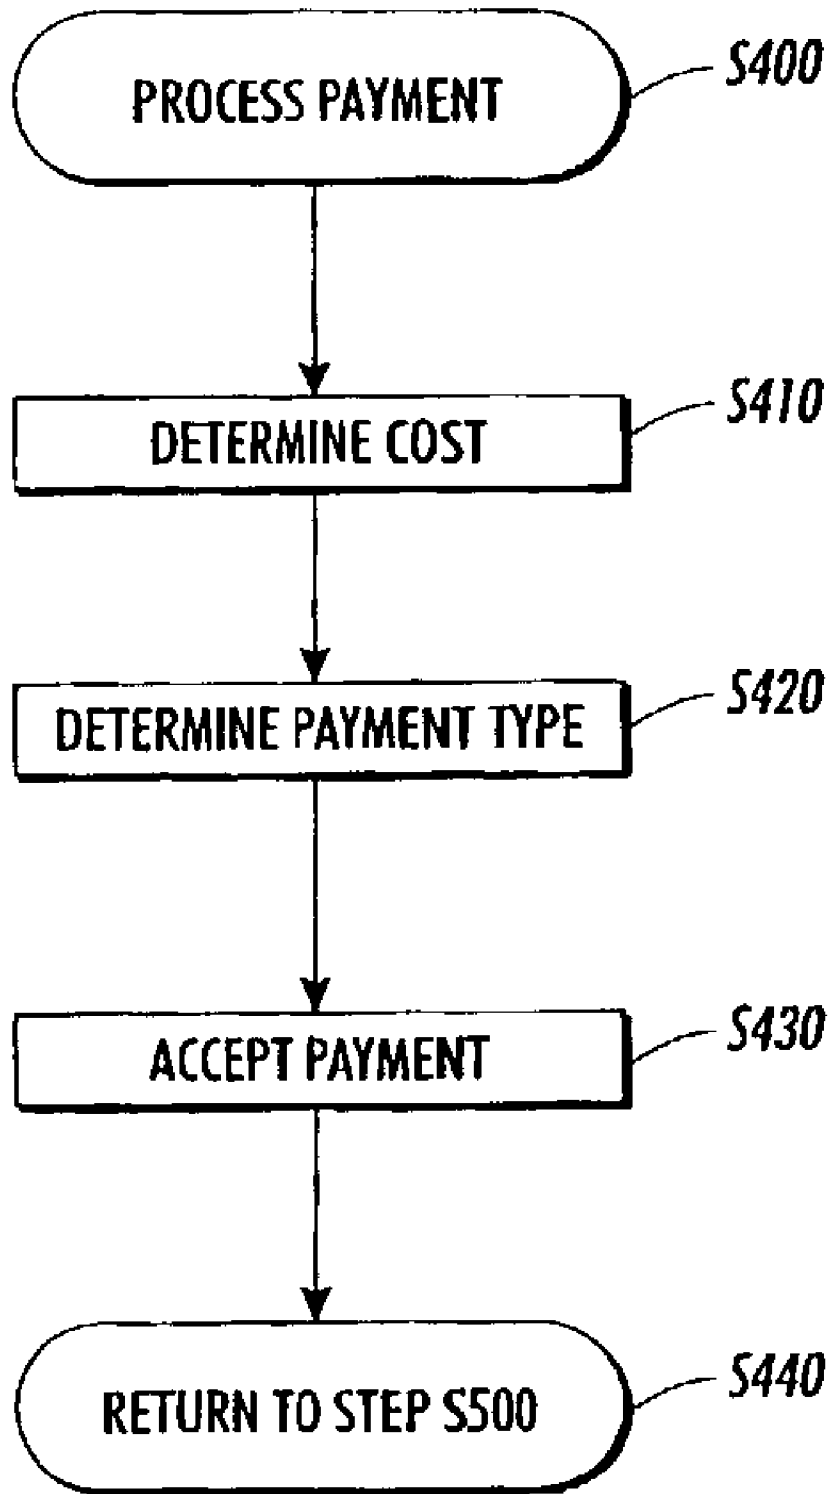 PROCESS PAYMENT
S400
DETERMINE COST
S410
DETERMINE PAYMENT TYPE
S420
ACCEPT PAYMENT
S430
RETURN TO STEP S500
S440